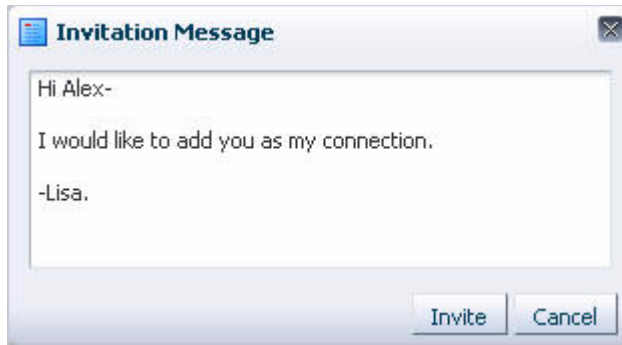 Invitation Message
Hi Alex-
I would like to add you as my connection.
-Lisa.
Invite
Cancel